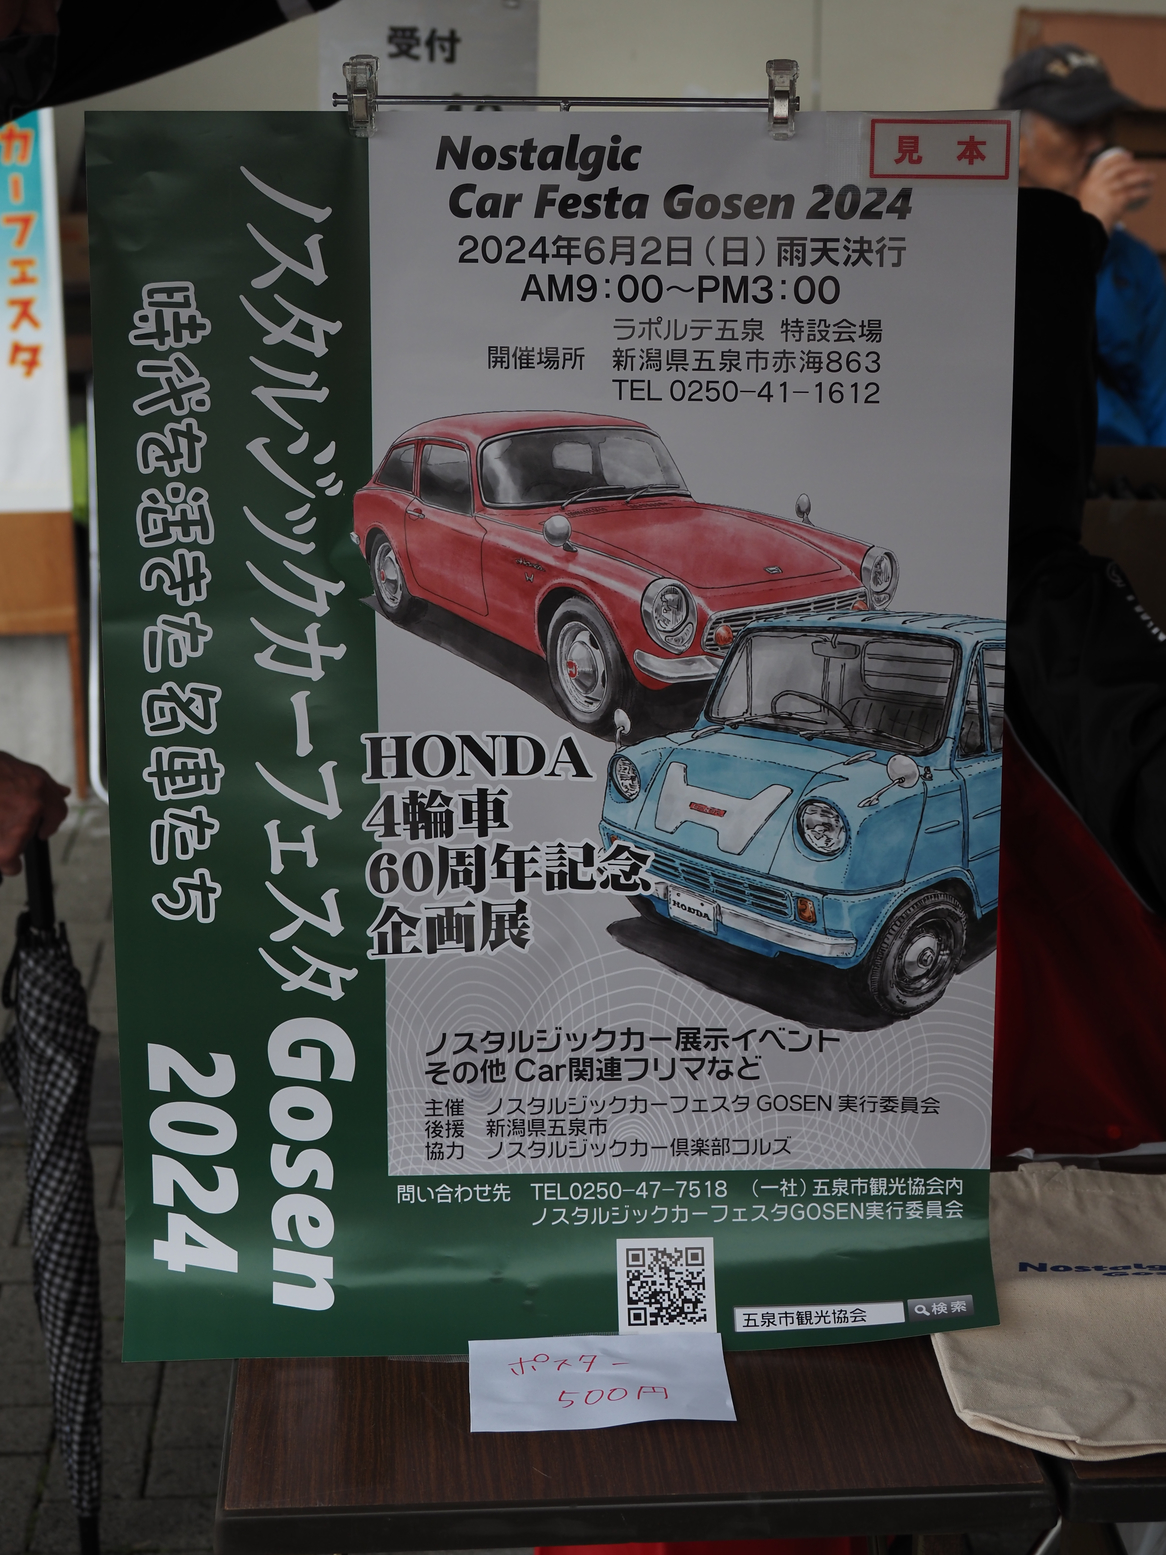 受付
カーフェスタ
見本
Nostalgic
Car Festa Gosen 2024
2024年6月2日（日）雨天決行
AM9：00～PM3：00
ラポルテ五泉 特設会場
開催場所 新潟県五泉市赤海863
TEL 0250-41-1612
ノスタルジックカーフェスタ Gosen
時代を活きた名車たち 2024
HONDA
4輪車
60周年記念
企画展
HONDA
ノスタルジックカー展示イベント
その他 Car関連フリマなど
主催 ノスタルジックカーフェスタ GOSEN 実行委員会
後援 新潟県五泉市
協力 ノスタルジックカー倶楽部コルズ
問い合わせ先 TEL0250-47-7518 （一社）五泉市観光協会内
ノスタルジックカーフェスタGOSEN実行委員会
五泉市観光協会 検索
ポスター
500円